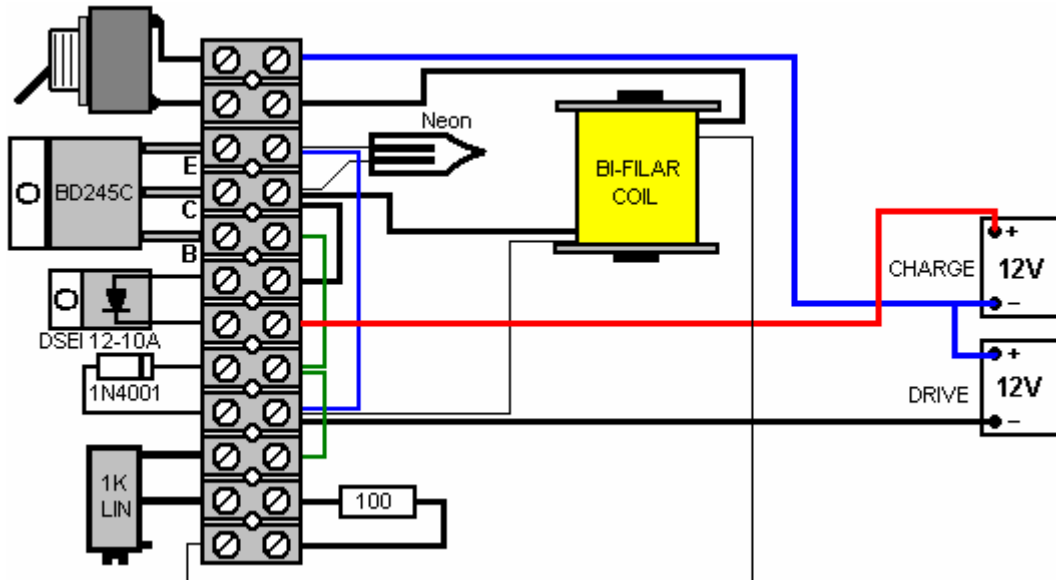 Neon
E
BD245C
C
B
BI-FILAR
COIL
+
CHARGE
12V
−
DSEI 12-10A
+
1N4001
DRIVE
12V
−
1K
LIN
100